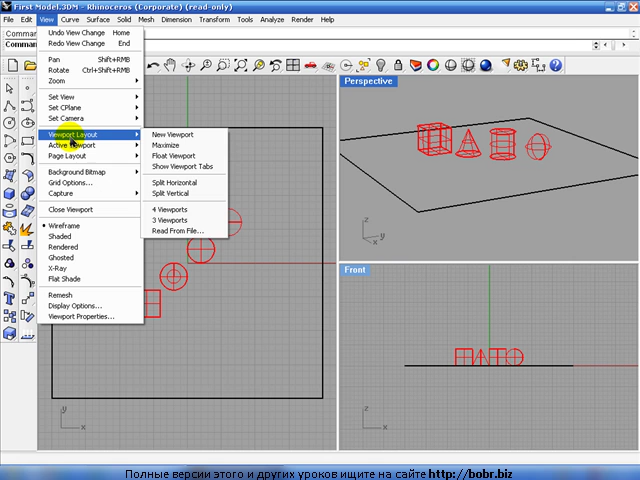 First Model.3DM - Rhinoceros (Corporate) (read-only)
File Edit View Curve Surface Solid Mesh Dimension Transform Tools Analyze Render Help
Comma
Comman
Undo View Change Home
Redo View Change End
Pan Shift+RMB
Rotate Ctrl+Shift+RMB
Zoom
Set View
Set CPlane
Set Camera
Viewport Layout
Active Viewport
Page Layout
Background Bitmap
Grid Options...
Capture
Close Viewport
Wireframe
Shaded
Rendered
Ghosted
X-Ray
Flat Shade
Remesh
Display Options...
Viewport Properties...
New Viewport
Maximize
Float Viewport
Show Viewport Tabs
Split Horizontal
Split Vertical
4 Viewports
3 Viewports
Read From File...
Perspective
z
x y
Front
y
x
z
x
Полные версии этого и других уроков ищите на сайте http://bobr.biz